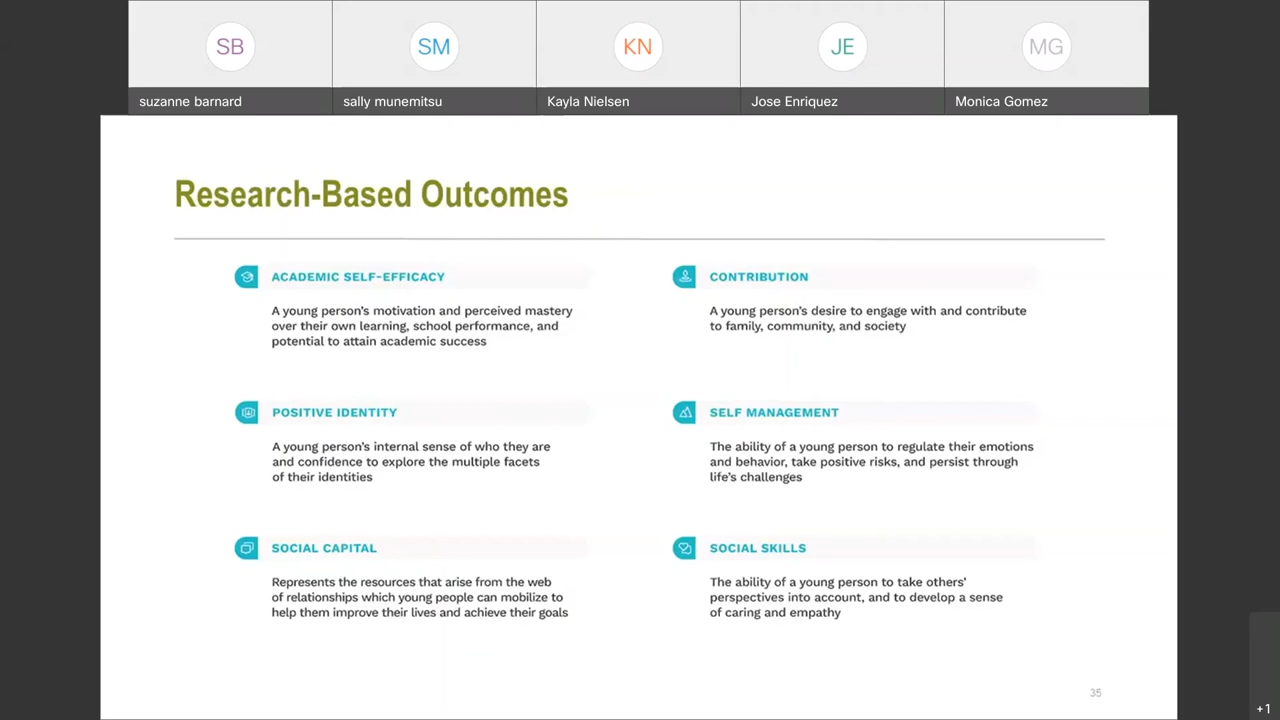 SB
SM
KN
JE
MG
suzanne barnard
sally munemitsu
Kayla Nielsen
Jose Enriquez
Monica Gomez
Research-Based Outcomes
ACADEMIC SELF-EFFICACY
A young person's motivation and perceived mastery
over their own learning, school performance, and
potential to attain academic success
CONTRIBUTION
A young person's desire to engage with and contribute
to family, community, and society
POSITIVE IDENTITY
A young person's internal sense of who they are
and confidence to explore the multiple facets
of their identities
SELF MANAGEMENT
The ability of a young person to regulate their emotions
and behavior, take positive risks, and persist through
life's challenges
SOCIAL CAPITAL
Represents the resources that arise from the web
of relationships which young people can mobilize to
help them improve their lives and achieve their goals
SOCIAL SKILLS
The ability of a young person to take others'
perspectives into account, and to develop a sense
of caring and empathy
35
+1